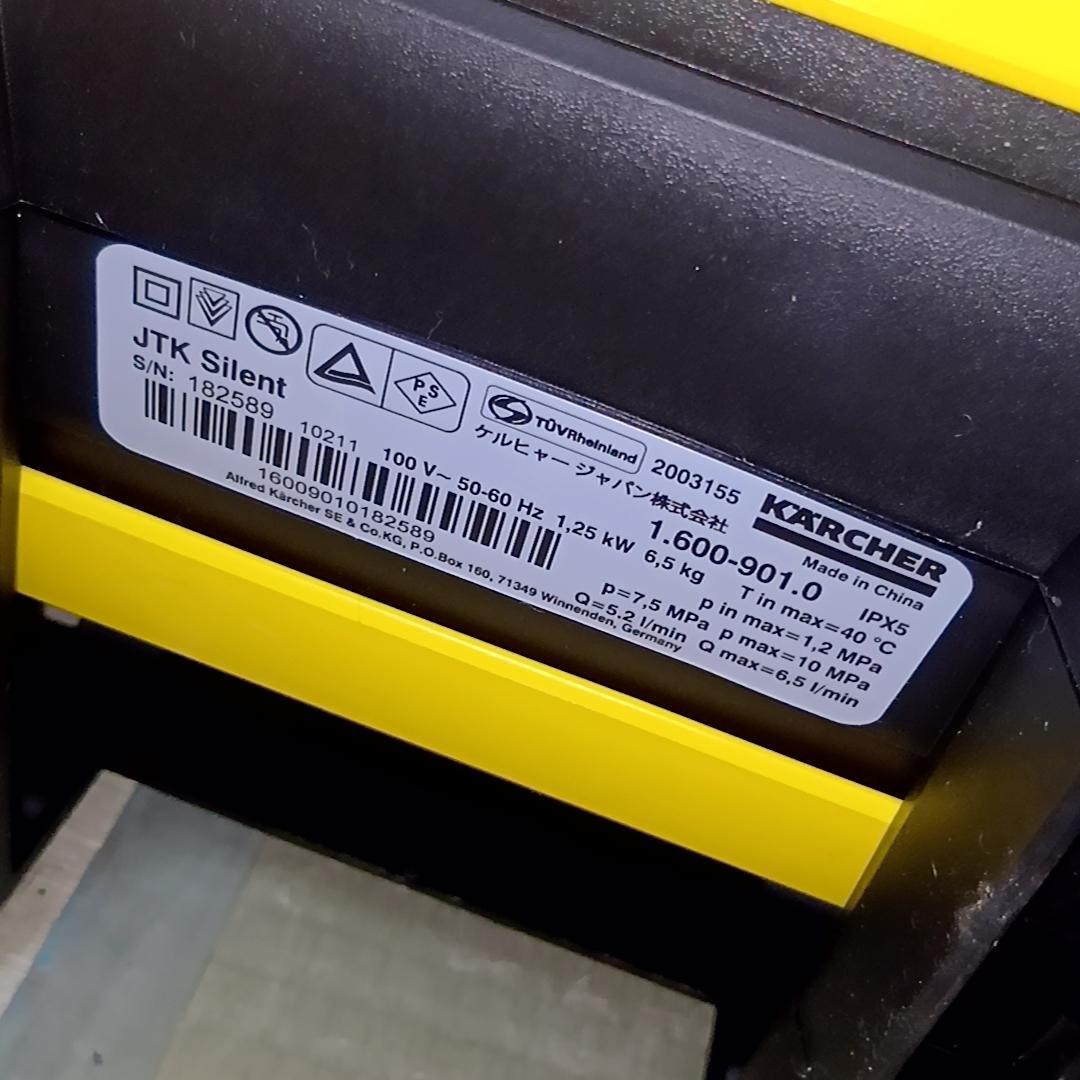 JTK Silent
S/N: 182589
10211
16009010182589
Alfred Kärcher SE & Co.KG, P.O.Box 160, 71349 Winnenden, Germany
PSE
TÜVRheinland
2003155
ケルヒャー ジャパン株式会社
KÄRCHER
Made in China
100 V~ 50-60 Hz 1,25 kW 6,5 kg
1.600-901.0
IPX5
T in max=40 °C
p in max=1,2 MPa
p=7,5 MPa p max=10 MPa
Q=5.2 l/min Q max=6,5 l/min